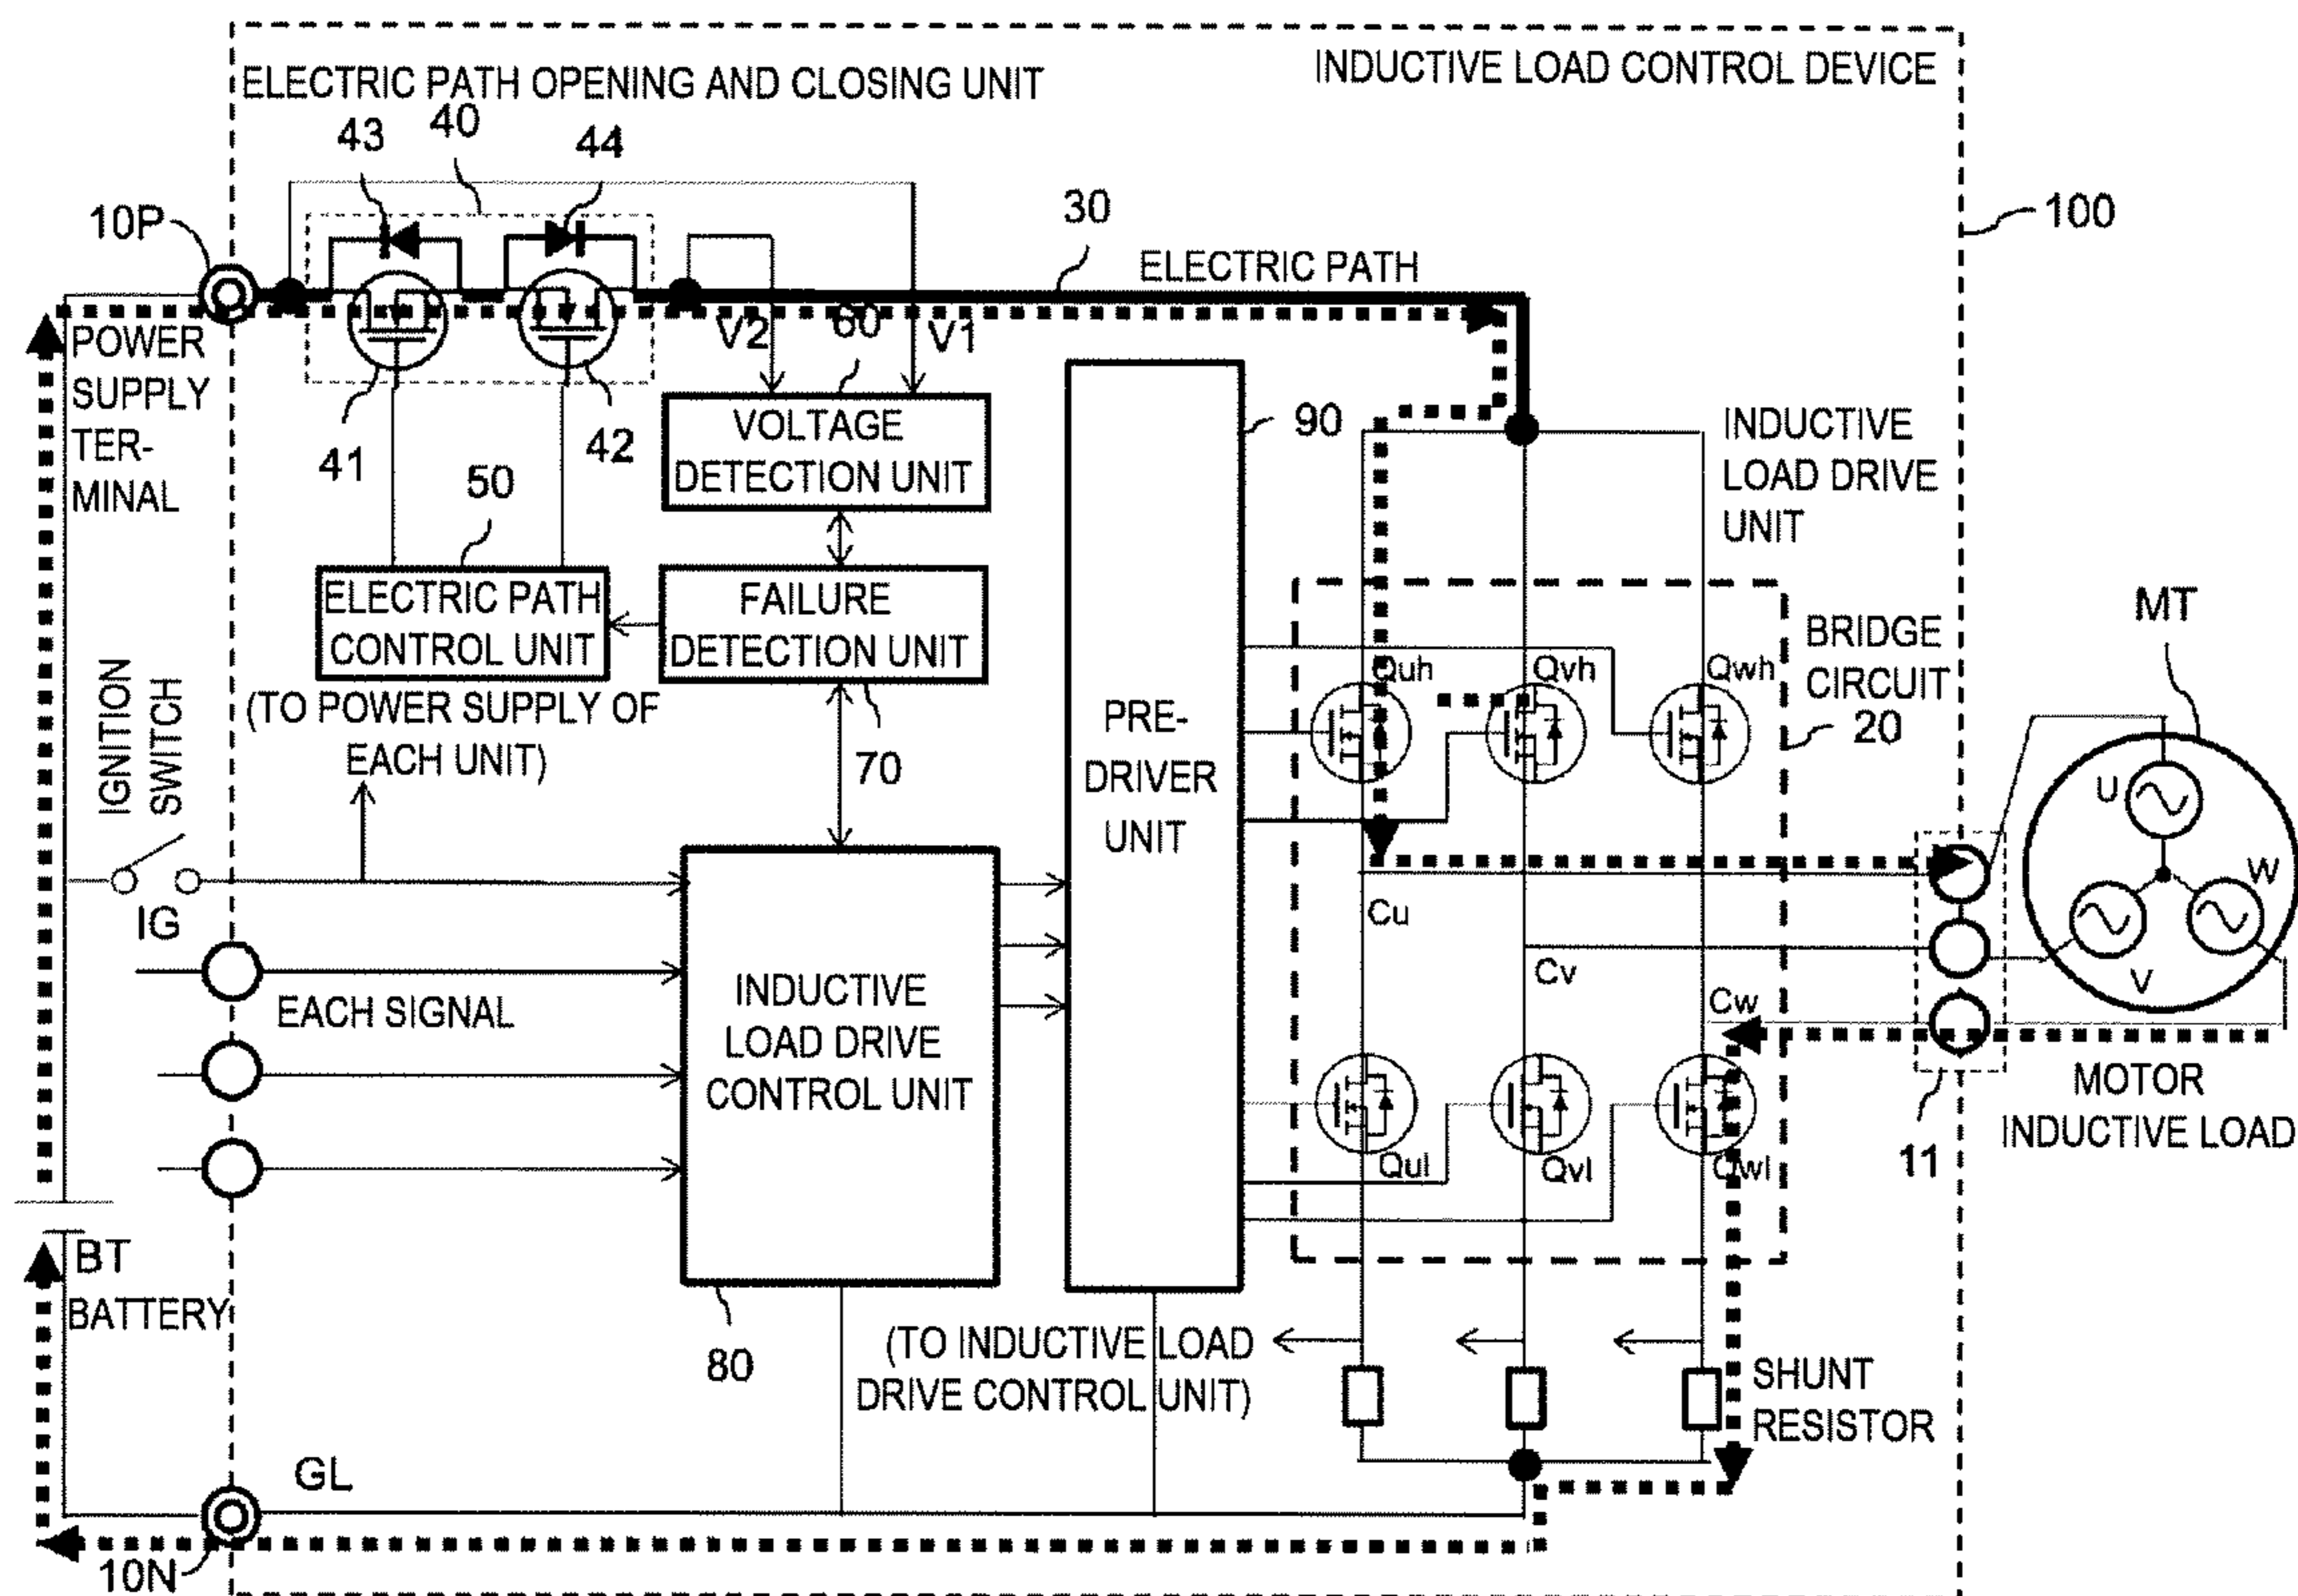 INDUCTIVE LOAD CONTROL DEVICE
ELECTRIC PATH OPENING AND CLOSING UNIT
40
43
44
10P
30
100
ELECTRIC PATH
POWER
SUPPLY
TER-
MINAL
V2
60
V1
41
42
VOLTAGE
DETECTION UNIT
90
INDUCTIVE
LOAD DRIVE
UNIT
50
ELECTRIC PATH
CONTROL UNIT
FAILURE
DETECTION UNIT
MT
BRIDGE
CIRCUIT
20
IGNITION
SWITCH
(TO POWER SUPPLY OF
EACH UNIT)
70
PRE-
DRIVER
UNIT
Quh
Qvh
Qwh
U
W
V
IG
Cu
Cv
Cw
EACH SIGNAL
INDUCTIVE
LOAD DRIVE
CONTROL UNIT
Qul
Qvl
Qwl
11
MOTOR
INDUCTIVE LOAD
BT
BATTERY
80
(TO INDUCTIVE LOAD
DRIVE CONTROL UNIT)
SHUNT
RESISTOR
GL
10N